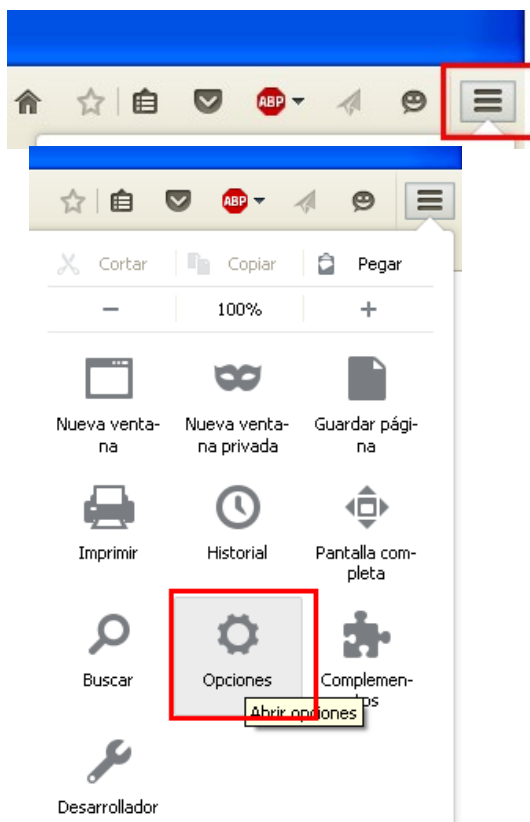 ABP
ABP
Cortar Copiar Pegar
− 100% +
Nueva venta-
na
Nueva venta-
na privada
Guardar pági-
na
Imprimir
Historial
Pantalla com-
pleta
Buscar
Opciones
Complemen-
Abrir opciones
Desarrollador